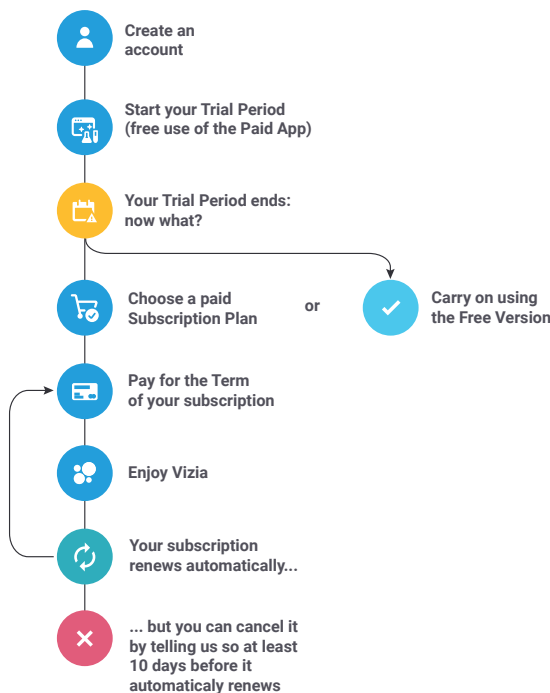 Create an
account
Start your Trial Period
(free use of the Paid App)
Your Trial Period ends:
now what?
Choose a paid
Subscription Plan
or
Carry on using
the Free Version
Pay for the Term
of your subscription
Enjoy Vizia
Your subscription
renews automatically...
... but you can cancel it
by telling us so at least
10 days before it
automaticaly renews